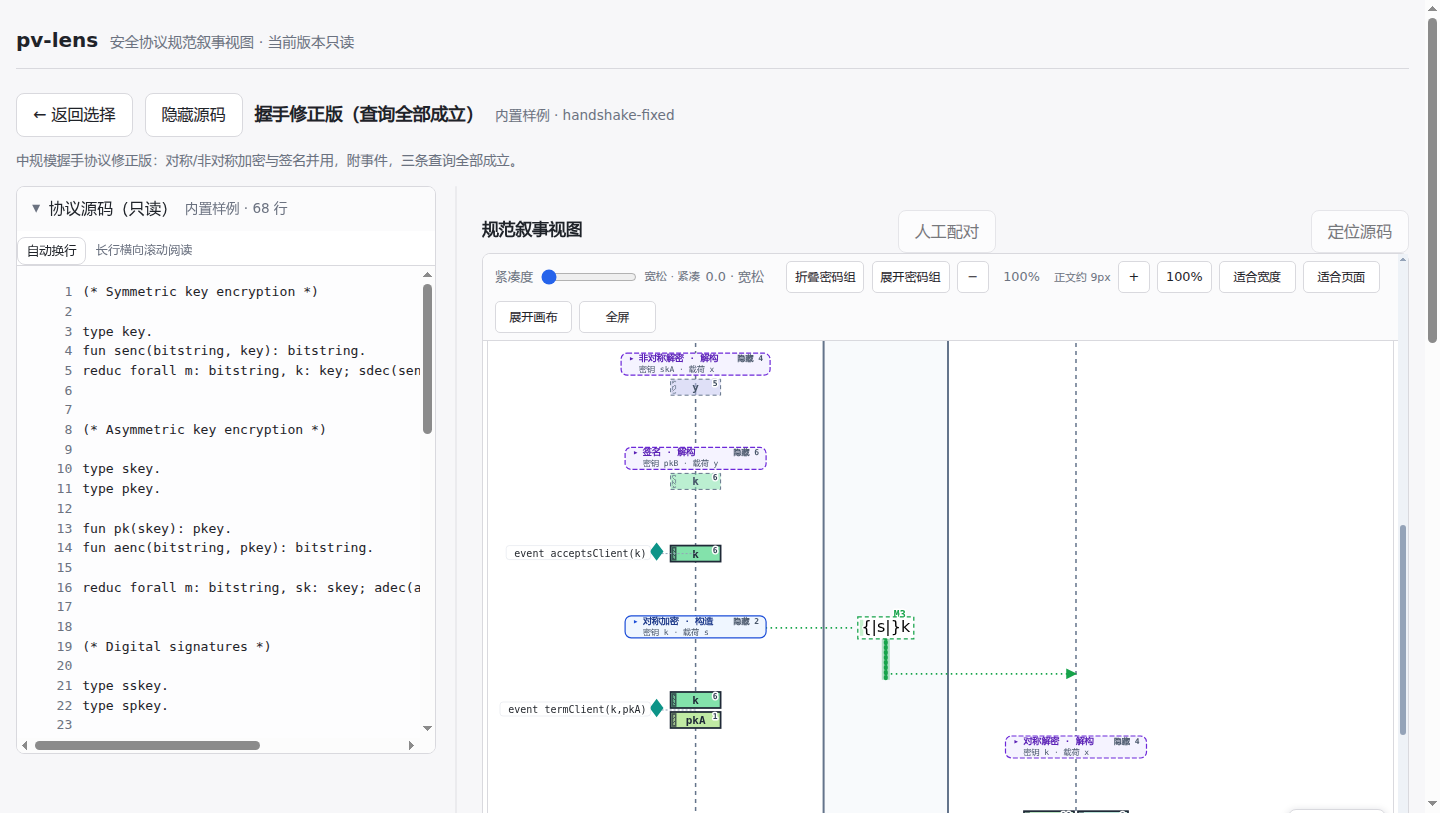 pv-lens 安全协议规范叙事视图 · 当前版本只读
← 返回选择 隐藏源码 握手修正版（查询全部成立） 内置样例 · handshake-fixed
中规模握手协议修正版：对称/非对称加密与签名并用，附事件，三条查询全部成立。
▼ 协议源码（只读） 内置样例 · 68 行
自动换行 长行横向滚动阅读
1 (* Symmetric key encryption *)
2
3 type key.
4 fun senc(bitstring, key): bitstring.
5 reduc forall m: bitstring, k: key; sdec(sen
6
7
8 (* Asymmetric key encryption *)
9
10 type skey.
11 type pkey.
12
13 fun pk(skey): pkey.
14 fun aenc(bitstring, pkey): bitstring.
15
16 reduc forall m: bitstring, sk: skey; adec(a
17
18
19 (* Digital signatures *)
20
21 type sskey.
22 type spkey.
23
规范叙事视图 人工配对 定位源码
紧凑度 宽松 · 紧凑 0.0 · 宽松 折叠密码组 展开密码组 − 100% 正文约 9px + 100% 适合宽度 适合页面
展开画布 全屏
▸ 非对称解密 · 解构 隐藏 4
密钥 skA · 载荷 x
y 5
▸ 签名 · 解构 隐藏 6
密钥 pkB · 载荷 y
k 6
event acceptsClient(k) k 6
▸ 对称加密 · 构造 隐藏 2
密钥 k · 载荷 s
M3
{|s|}k
event termClient(k,pkA) k 6
pkA 1
▸ 对称解密 · 解构 隐藏 4
密钥 k · 载荷 x